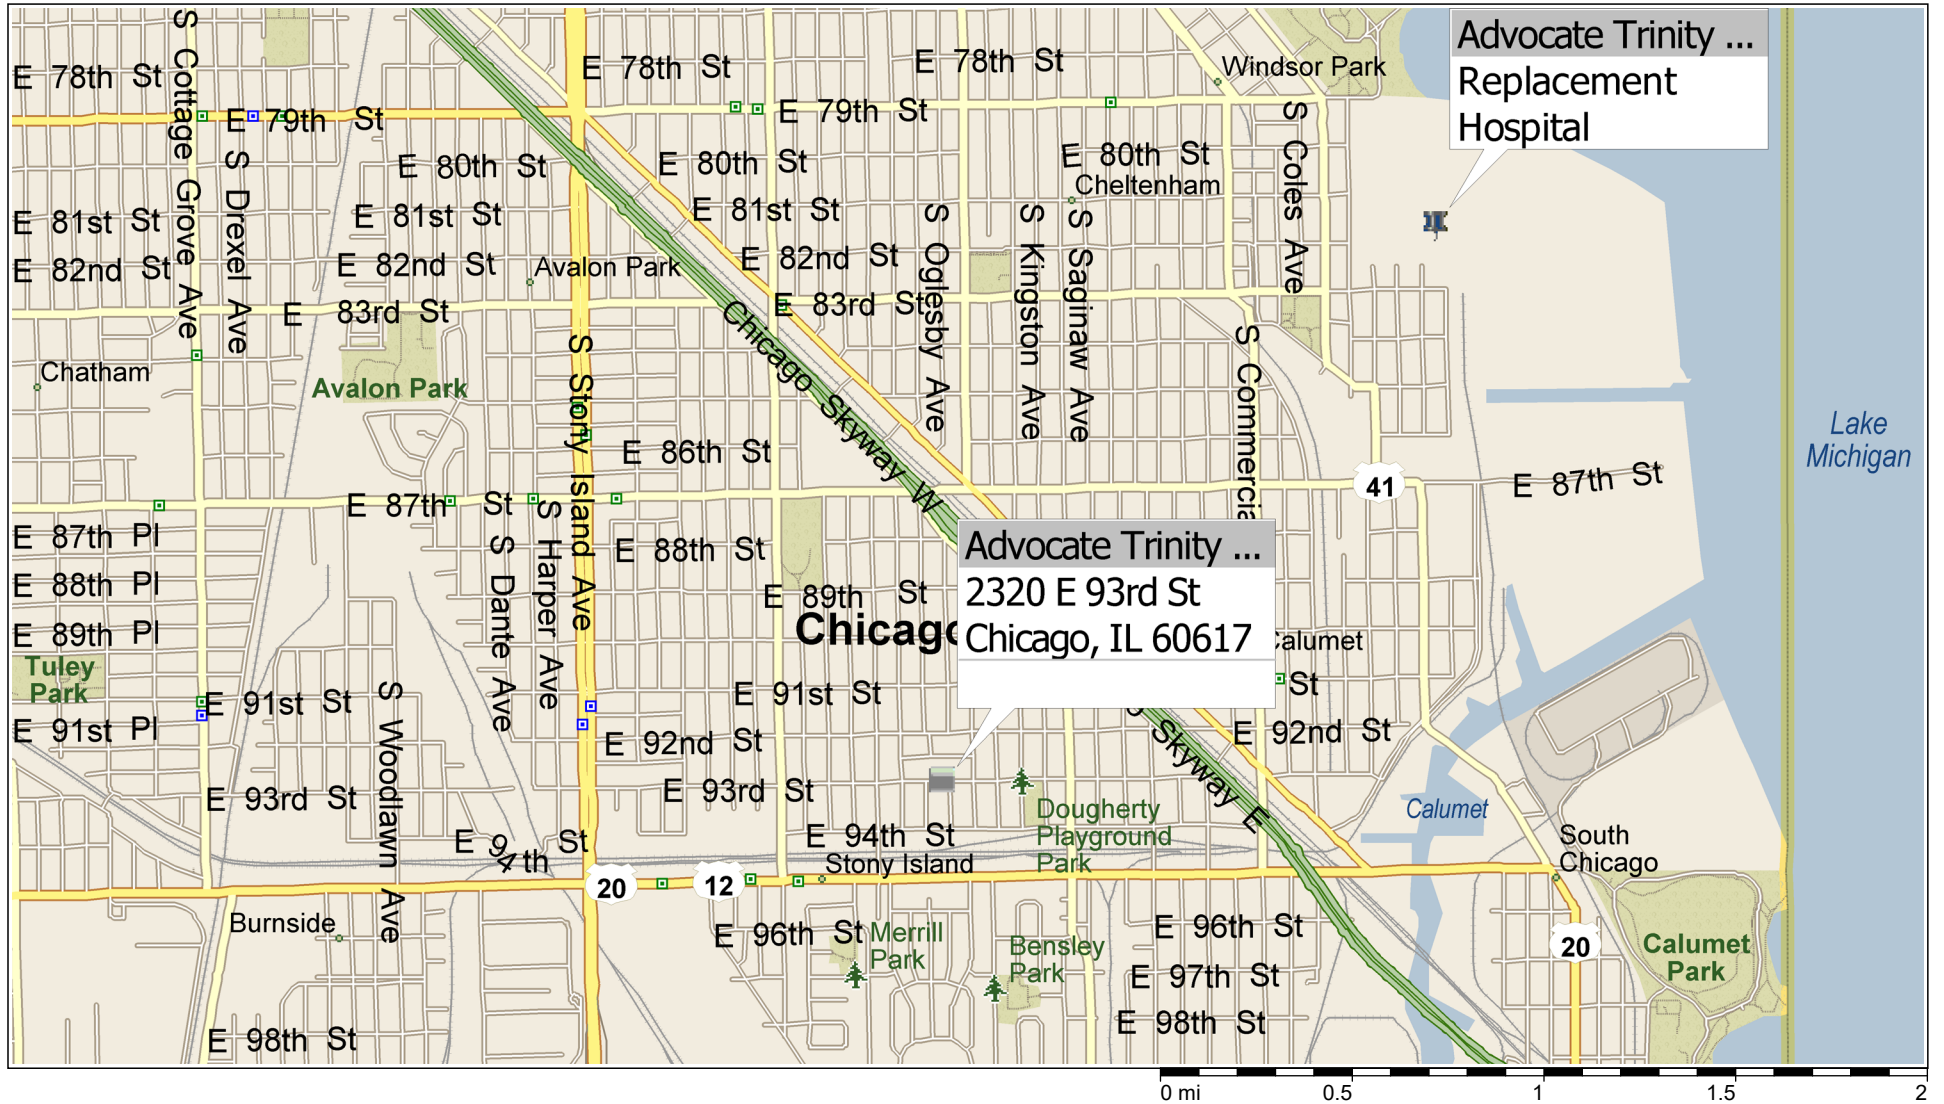 Advocate Trinity ...
Replacement
Hospital
E 78th St
E 78th St
E 78th St
Windsor Park
S Cottage Grove Ave
E 79th St
E 79th St
S Drexel Ave
E 80th St
E 80th St
E 80th St
Cheltenham
S Coles Ave
E 81st St
E 81st St
E 81st St
S Oglesby Ave
S Kingston Ave
S Saginaw Ave
E 82nd St
E 82nd St
Avalon Park
E 82nd St
E 83rd St
E 83rd St
Chicago Skyway W
S Stony Island Ave
S Commercia
Chatham
Avalon Park
Lake
Michigan
E 86th St
41
E 87th St
E 87th St
E 87th Pl
S Dante Ave
S Harper Ave
E 88th St
Advocate Trinity ...
2320 E 93rd St
Chicago, IL 60617
E 88th Pl
E 89th St
Chicago
E 89th Pl
Calumet
Tuley
Park
St
E 91st St
S Woodlawn Ave
E 91st St
E 91st Pl
E 92nd St
Skyway E
E 92nd St
E 93rd St
E 93rd St
Dougherty
Playground
Park
Calumet
E 94th St
E 94th St
Stony Island
South
Chicago
20
12
Burnside
E 96th St
Merrill
Park
Bensley
Park
E 96th St
20
Calumet
Park
E 97th St
E 98th St
E 98th St
0 mi 0.5 1 1.5 2